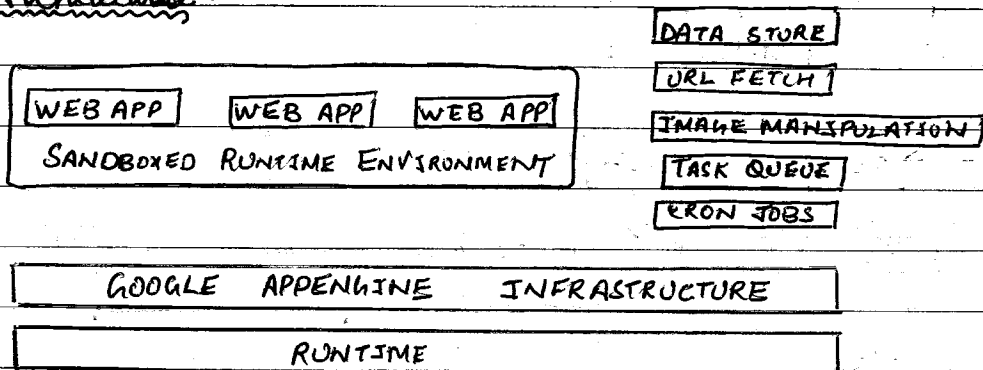 DATA STORE
URL FETCH
WEB APP WEB APP WEB APP
IMAGE MANIPULATION
SANDBOXED RUNTIME ENVIRONMENT
TASK QUEUE
CRON JOBS
GOOGLE APPENGINE INFRASTRUCTURE
RUNTIME